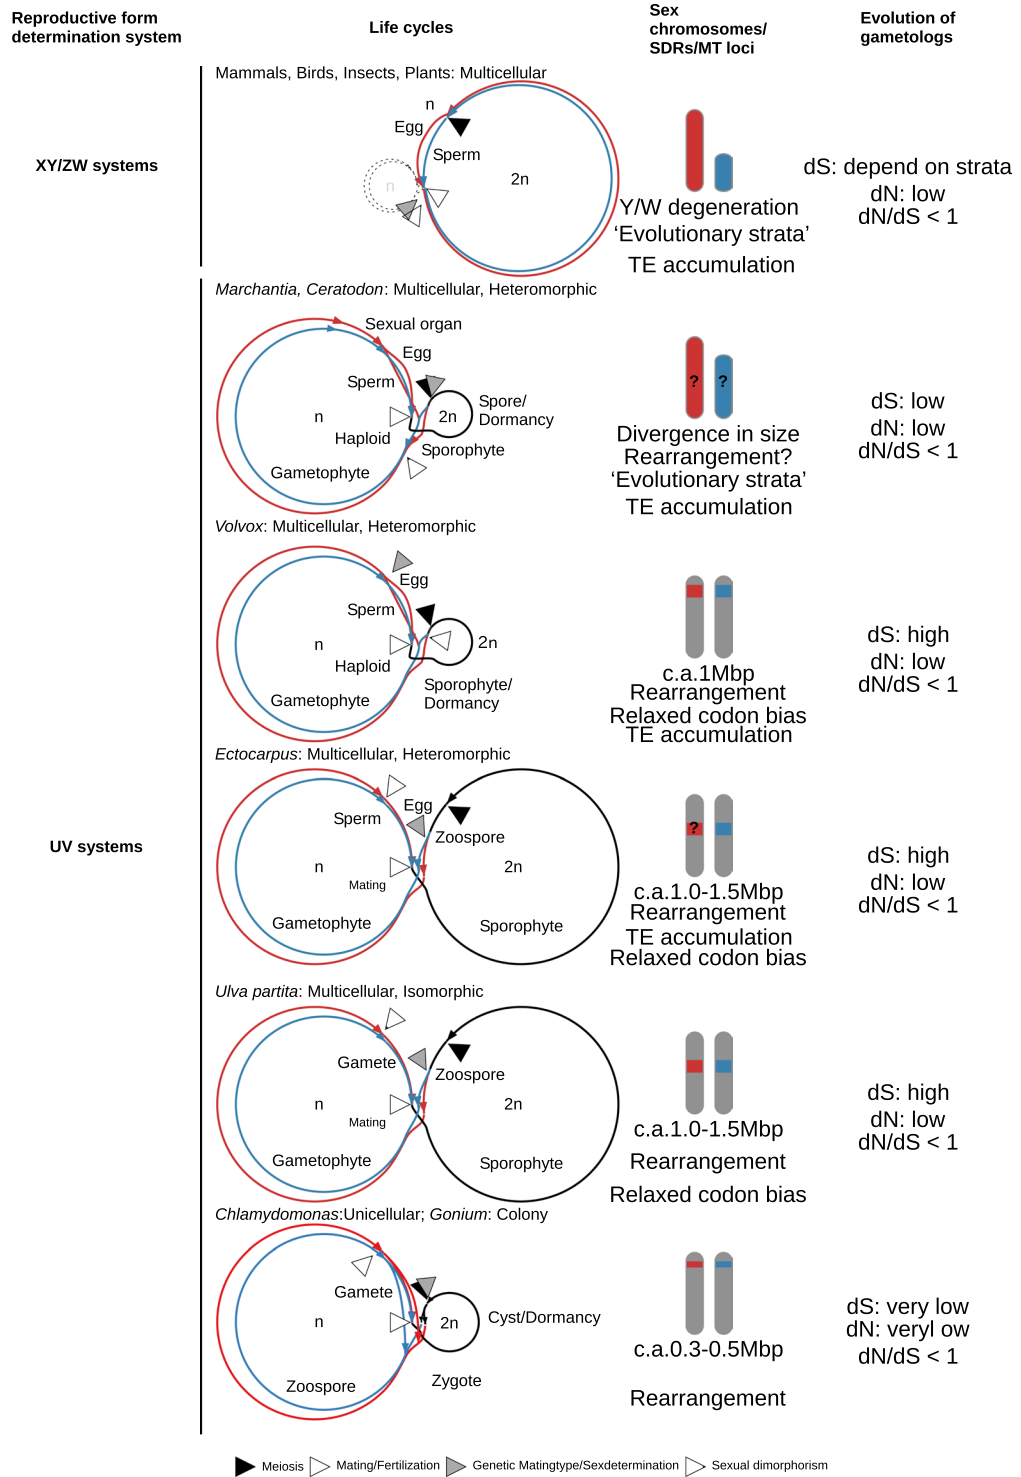 Reproductive form
determination system
Life cycles
Sex
chromosomes/
SDRs/MT loci
Evolution of
gametologs
XY/ZW systems
Mammals, Birds, Insects, Plants: Multicellular
n
Egg
Sperm
n
2n
Y/W degeneration
‘Evolutionary strata’
TE accumulation
dS: depend on strata
dN: low
dN/dS < 1
UV systems
Marchantia, Ceratodon: Multicellular, Heteromorphic
Sexual organ
Egg
Sperm
n
2n
Spore/
Dormancy
Haploid
Sporophyte
Gametophyte
? ?
Divergence in size
Rearrangement?
‘Evolutionary strata’
TE accumulation
dS: low
dN: low
dN/dS < 1
Volvox: Multicellular, Heteromorphic
Egg
Sperm
n
2n
Haploid
Gametophyte
Sporophyte/
Dormancy
c.a.1Mbp
Rearrangement
Relaxed codon bias
TE accumulation
dS: high
dN: low
dN/dS < 1
Ectocarpus: Multicellular, Heteromorphic
Egg
Sperm
Zoospore
n
2n
Mating
Gametophyte
Sporophyte
?
c.a.1.0-1.5Mbp
Rearrangement
TE accumulation
Relaxed codon bias
dS: high
dN: low
dN/dS < 1
Ulva partita: Multicellular, Isomorphic
Gamete
Zoospore
n
2n
Mating
Gametophyte
Sporophyte
c.a.1.0-1.5Mbp
Rearrangement
Relaxed codon bias
dS: high
dN: low
dN/dS < 1
Chlamydomonas:Unicellular; Gonium: Colony
Gamete
n
2n
Cyst/Dormancy
Zoospore
Zygote
c.a.0.3-0.5Mbp
Rearrangement
dS: very low
dN: veryl ow
dN/dS < 1
Meiosis
Mating/Fertilization
Genetic Matingtype/Sexdetermination
Sexual dimorphorism